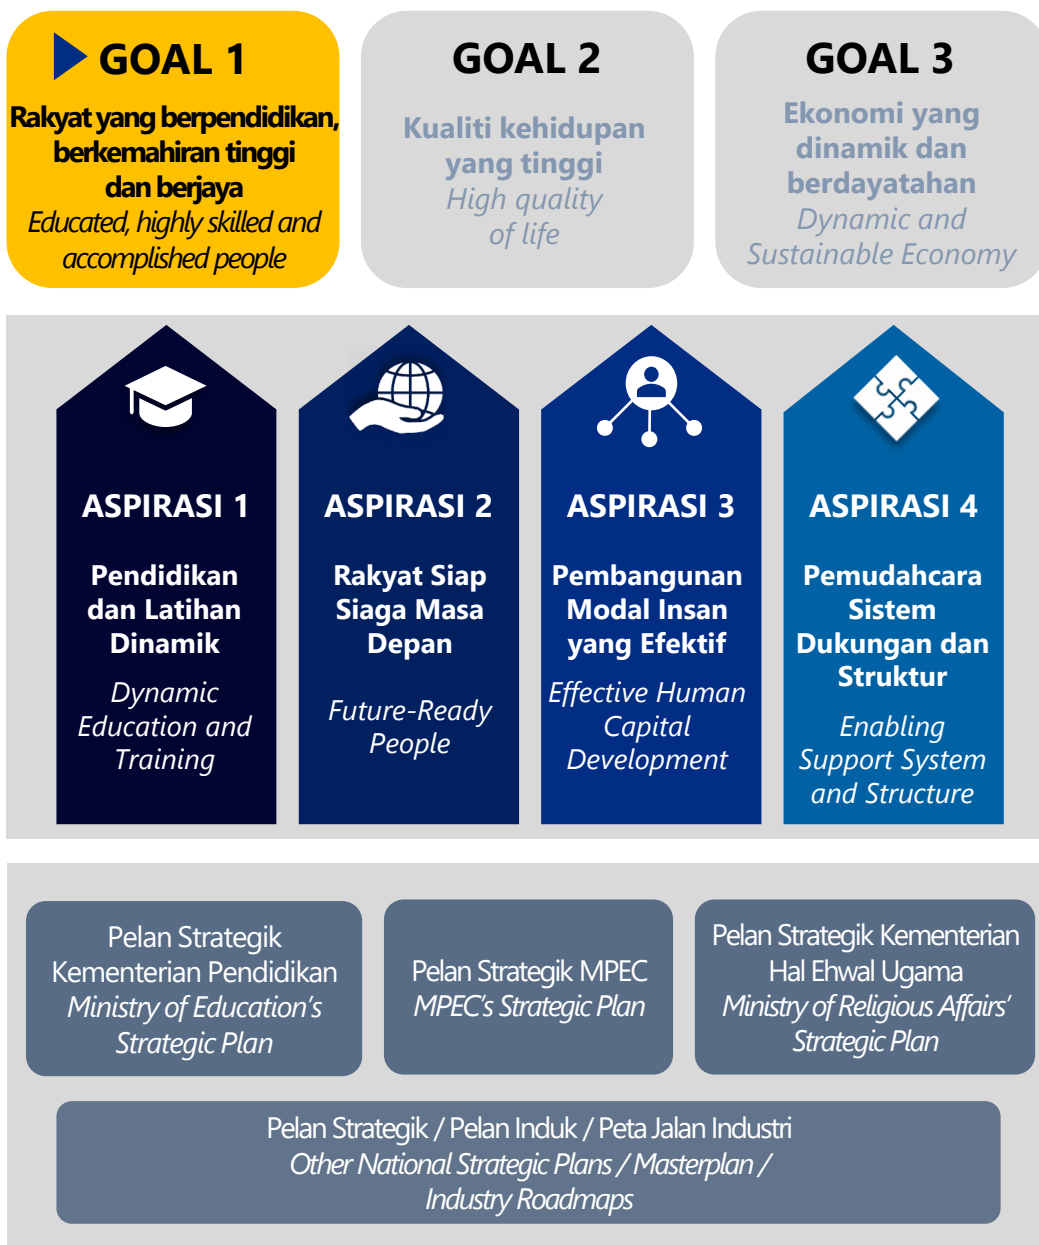 GOAL 1
Rakyat yang berpendidikan,
berkemahiran tinggi
dan berjaya
Educated, highly skilled and
accomplished people
GOAL 2
Kualiti kehidupan
yang tinggi
High quality
of life
GOAL 3
Ekonomi yang
dinamik dan
berdayatahan
Dynamic and
Sustainable Economy
ASPIRASI 1
Pendidikan
dan Latihan
Dinamik
Dynamic
Education and
Training
ASPIRASI 2
Rakyat Siap
Siaga Masa
Depan
Future-Ready
People
ASPIRASI 3
Pembangunan
Modal Insan
yang Efektif
Effective Human
Capital
Development
ASPIRASI 4
Pemudahcara
Sistem
Dukungan dan
Struktur
Enabling
Support System
and Structure
Pelan Strategik
Kementerian Pendidikan
Ministry of Education's
Strategic Plan
Pelan Strategik MPEC
MPEC's Strategic Plan
Pelan Strategik Kementerian
Hal Ehwal Ugama
Ministry of Religious Affairs'
Strategic Plan
Pelan Strategik / Pelan Induk / Peta Jalan Industri
Other National Strategic Plans / Masterplan /
Industry Roadmaps